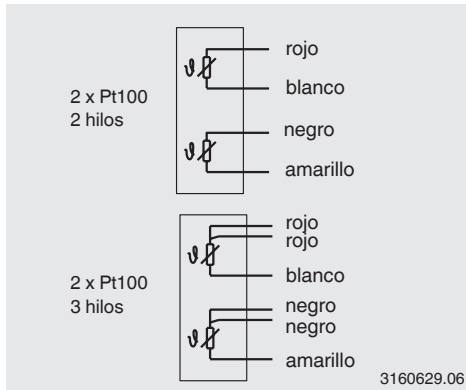 rojo
blanco
2 x Pt100
2 hilos
negro
amarillo
rojo
rojo
blanco
2 x Pt100
3 hilos
negro
negro
amarillo
3160629.06